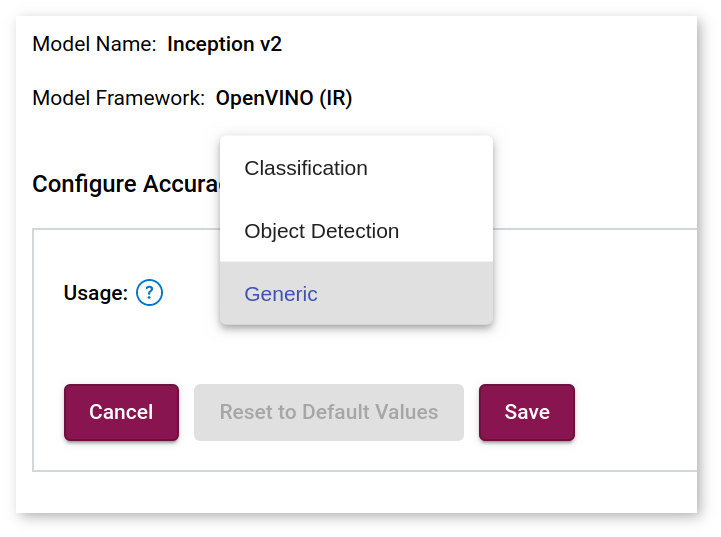 Model Name: Inception v2
Model Framework: OpenVINO (IR)
Classification
Configure Accura
Object Detection
Usage: ?
Generic
Cancel
Reset to Default Values
Save